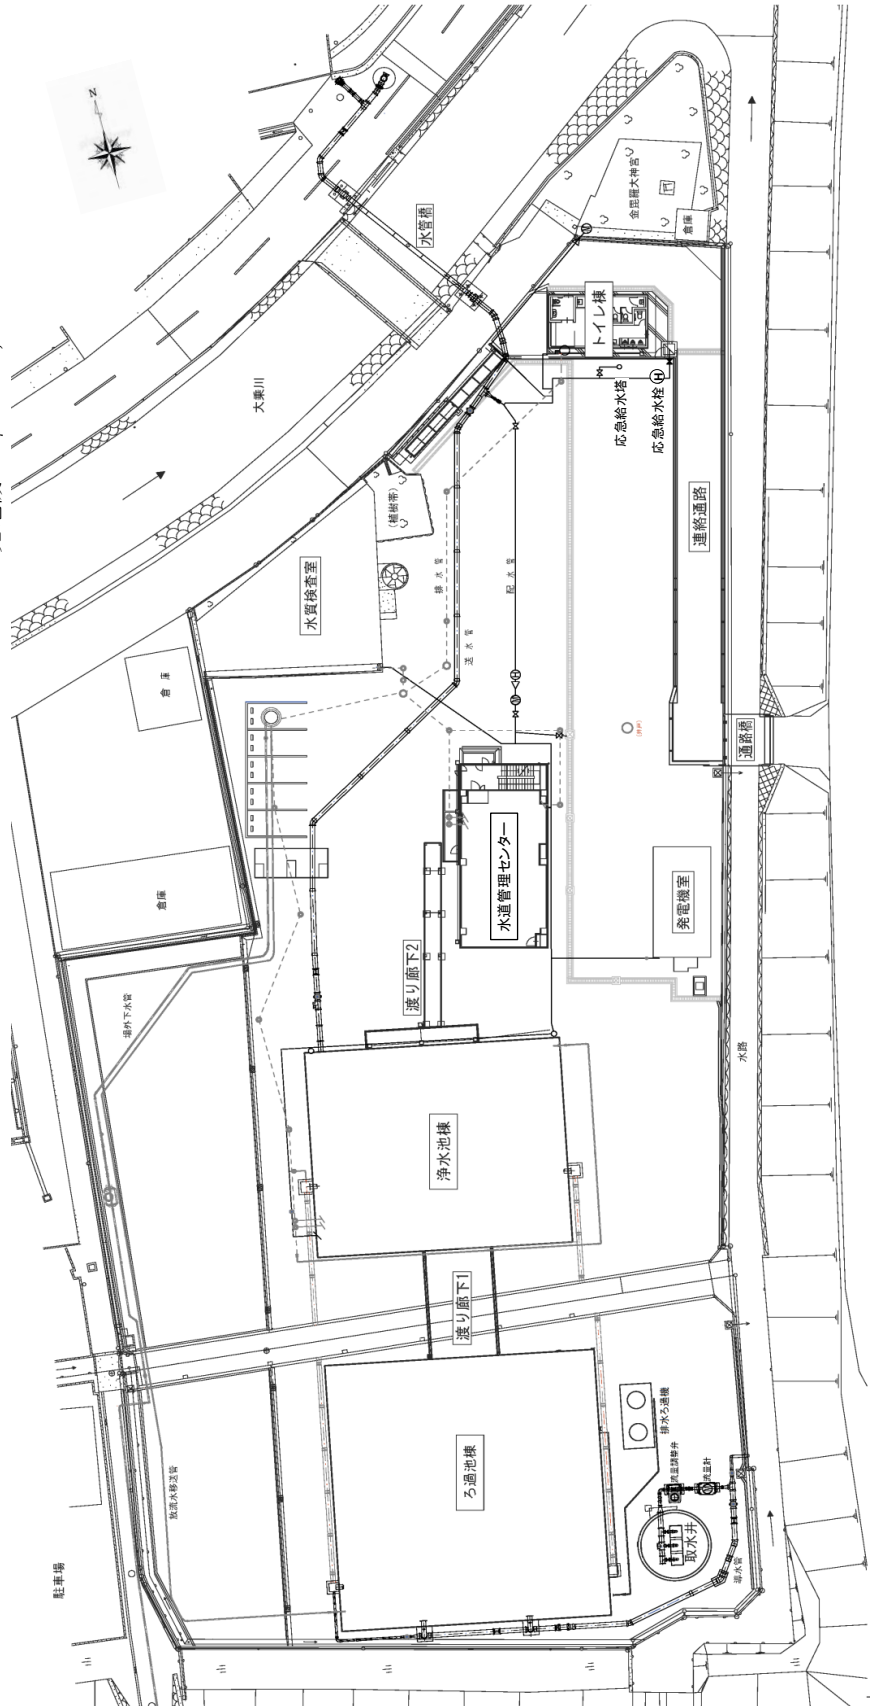 N
水管橋
金毘羅大神宮
倉庫
トイレ棟
大乗川
応急給水塔
応急給水栓
H
連絡通路
(植樹帯)
水質検査室
排水管
配水管
送水管
倉庫
通路橋
水道管理センター
倉庫
発電機室
渡り廊下2
場外下水管
水路
浄水池棟
渡り廊下1
ろ過池棟
排水ろ過機
流量調整弁
流量計
取水井
導水管
放流水移送管
駐車場